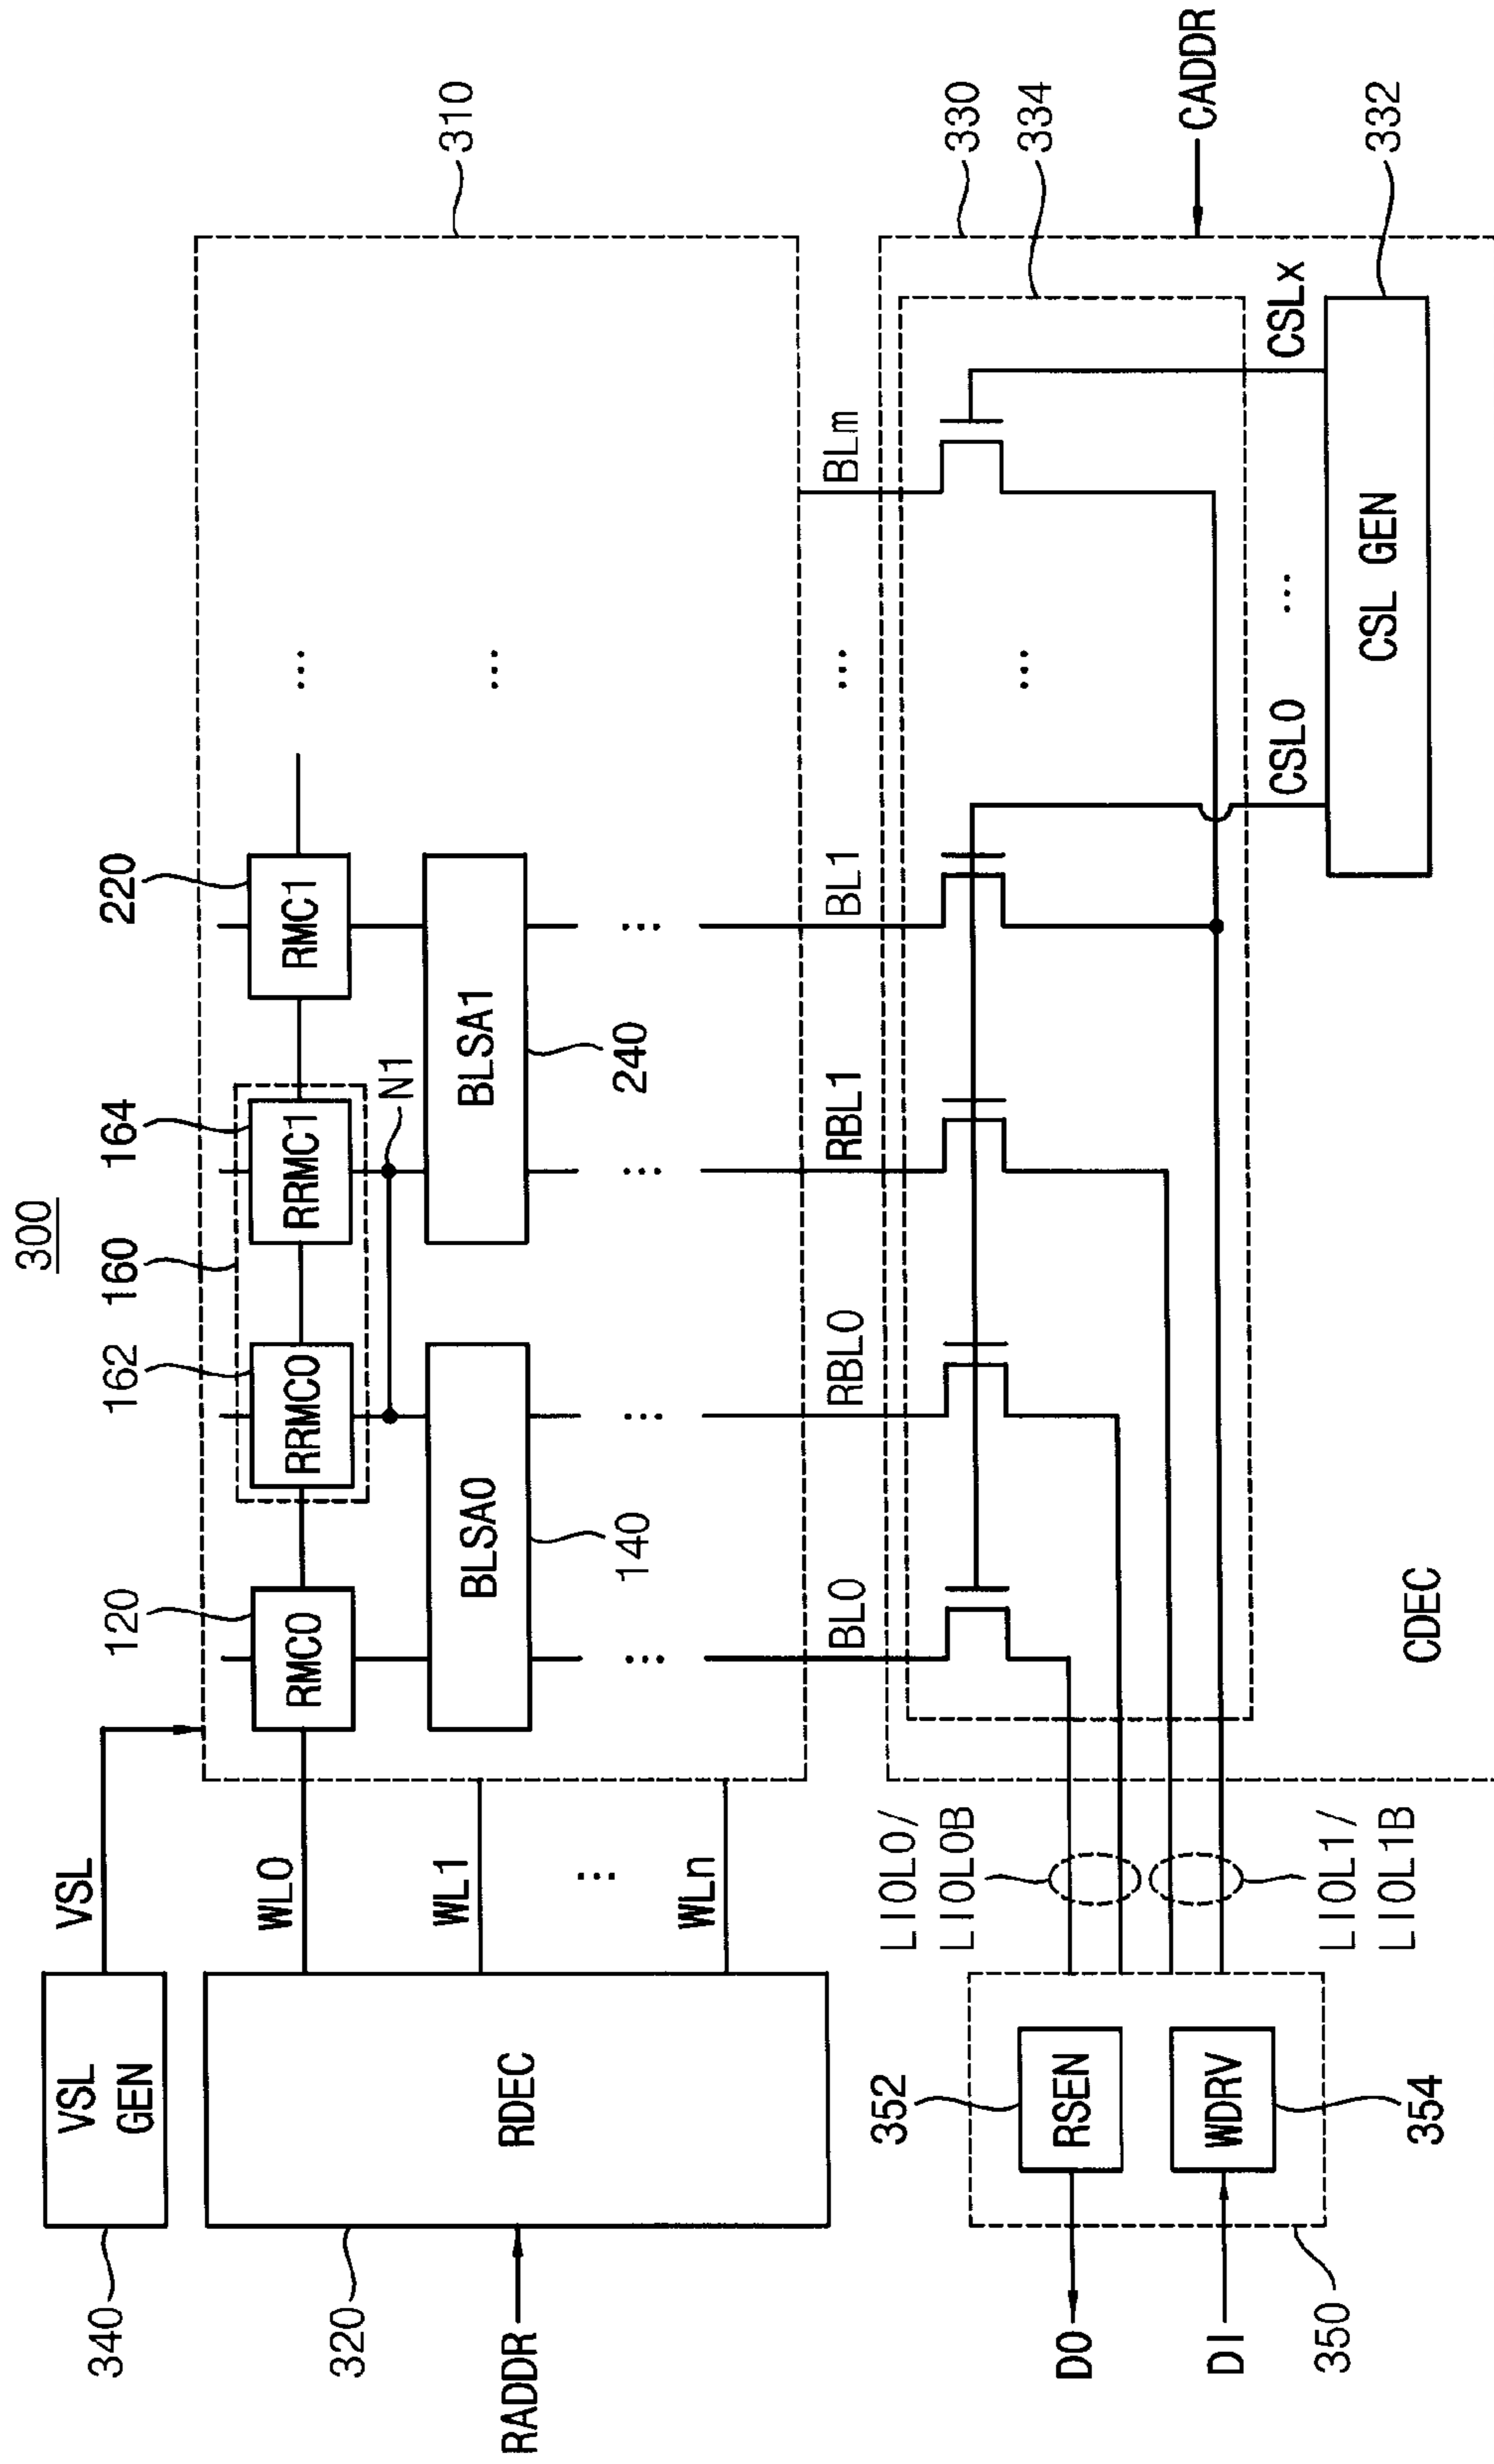 300
340
VSL
GEN
VSL
320
RADDR
RDEC
WL0
WL1
⋮
WLn
310
120
RMC0
162
RRMC0
160
164
RRMC1
220
RMC1
...
N1
BLSA0
140
BLSA1
240
...
BL0
RBL0
RBL1
BL1
...
BLm
330
334
...
CADDR
CSL0
...
CSLx
332
CSL GEN
CDEC
LIOL0/
LIOL0B
LIOL1/
LIOL1B
352
RSEN
WDRV
354
DO
DI
350